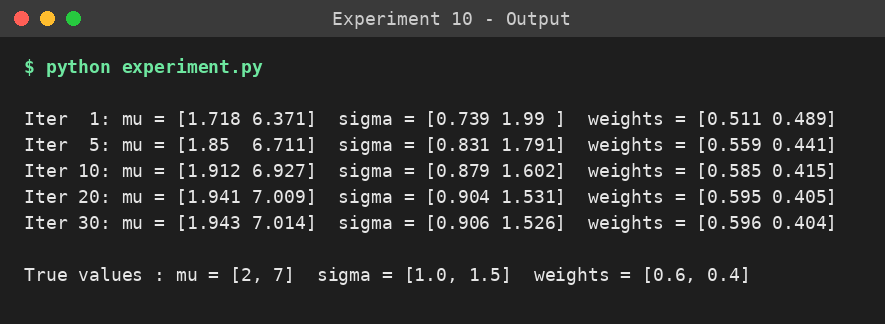 Experiment 10 - Output
$ python experiment.py
Iter  1: mu = [1.718 6.371]  sigma = [0.739 1.99 ]  weights = [0.511 0.489]
Iter  5: mu = [1.85  6.711]  sigma = [0.831 1.791]  weights = [0.559 0.441]
Iter 10: mu = [1.912 6.927]  sigma = [0.879 1.602]  weights = [0.585 0.415]
Iter 20: mu = [1.941 7.009]  sigma = [0.904 1.531]  weights = [0.595 0.405]
Iter 30: mu = [1.943 7.014]  sigma = [0.906 1.526]  weights = [0.596 0.404]
True values : mu = [2, 7]  sigma = [1.0, 1.5]  weights = [0.6, 0.4]